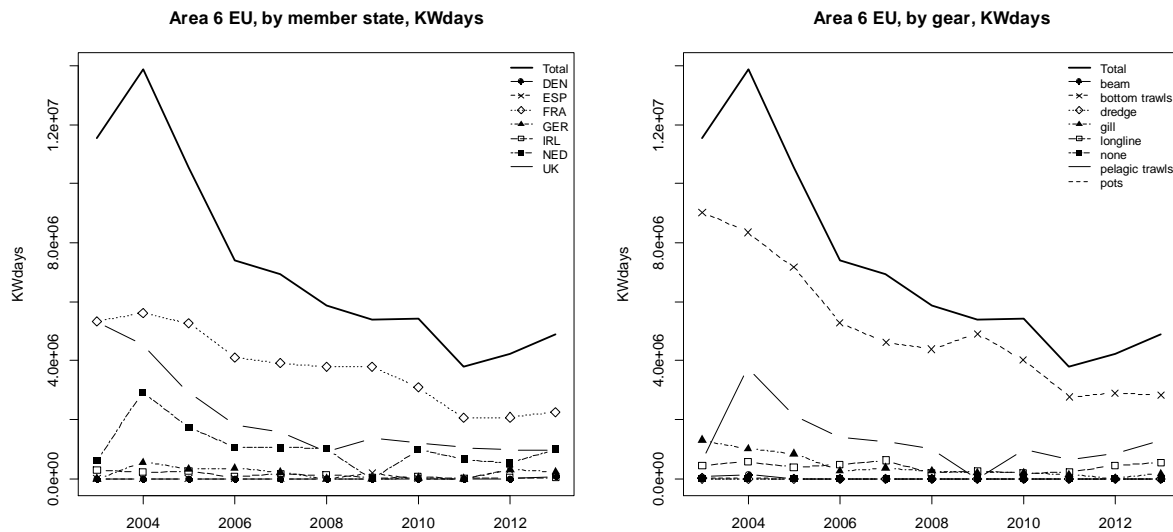 Area 6 EU, by member state, KWdays
KWdays
1.2e+07
8.0e+06
4.0e+06
0.0e+00
2004 2006 2008 2010 2012
Total
DEN
ESP
FRA
GER
IRL
NED
UK
Area 6 EU, by gear, KWdays
KWdays
1.2e+07
8.0e+06
4.0e+06
0.0e+00
2004 2006 2008 2010 2012
Total
beam
bottom trawls
dredge
gill
longline
none
pelagic trawls
pots